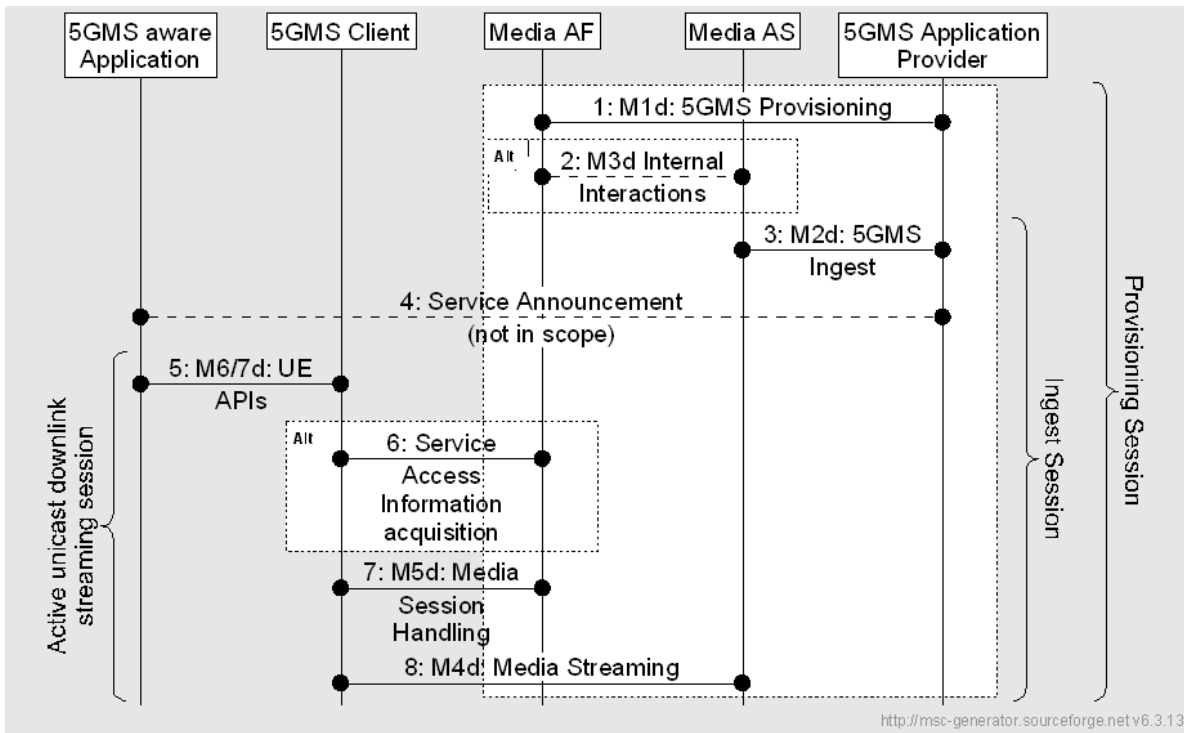 5GMS aware
Application
5GMS Client
Media AF
Media AS
5GMS Application
Provider
1: M1d: 5GMS Provisioning
Alt
2: M3d Internal
Interactions
3: M2d: 5GMS
Ingest
4: Service Announcement
(not in scope)
5: M6/7d: UE
APIs
Alt
6: Service
Access
Information
acquisition
7: M5d: Media
Session
Handling
8: M4d: Media Streaming
Active unicast downlink
streaming session
Ingest Session
Provisioning Session
http://msc-generator.sourceforge.net v6.3.13